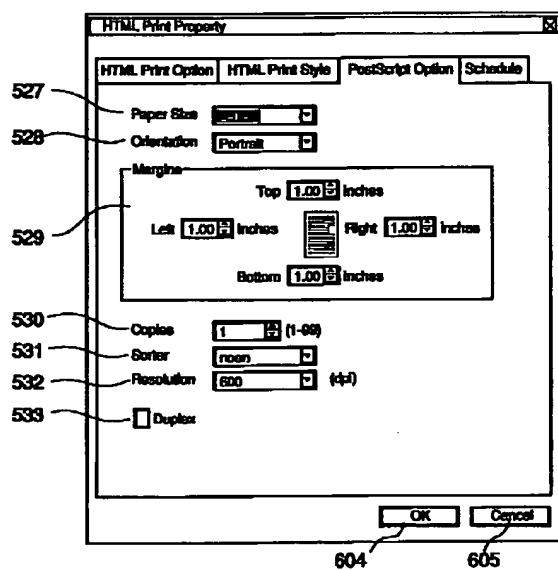 HTML Print Property
HTML Print Option HTML Print Style PostScript Option Schedule
527 Paper Size
528 Orientation Portrait
Margins
Top 1.00 inches
529 Left 1.00 inches Right 1.00 inches
Bottom 1.00 inches
530 Copies 1 (1-99)
531 Sorter noen
532 Resolution 600 (dpi)
533 Duplex
OK Cancel
604 605